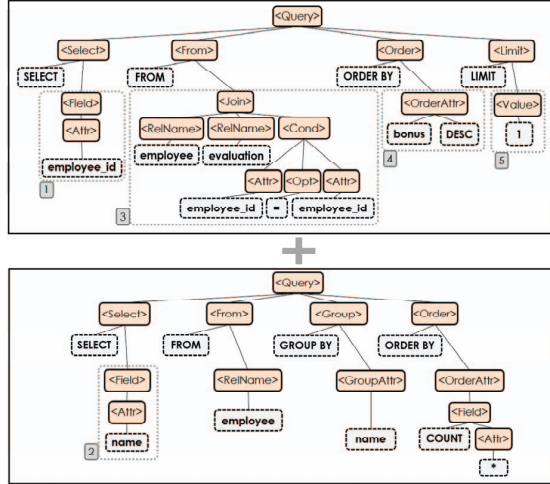 <Query>
<Select> <From> <Order> <Limit>
SELECT FROM ORDER BY LIMIT
<Field> <Join> <OrderAttr> <Value>
<Attr> <RelName> <RelName> <Cond> bonus DESC 1
employee evaluation 4 5
employee_id <Attr> <Opt> <Attr>
1 3 employee_id = employee_id
+
<Query>
<Select> <From> <Group> <Order>
SELECT FROM GROUP BY ORDER BY
<Field> <RelName> <GroupAttr> <OrderAttr>
<Attr> employee <Field>
2 name name COUNT <Attr>
*